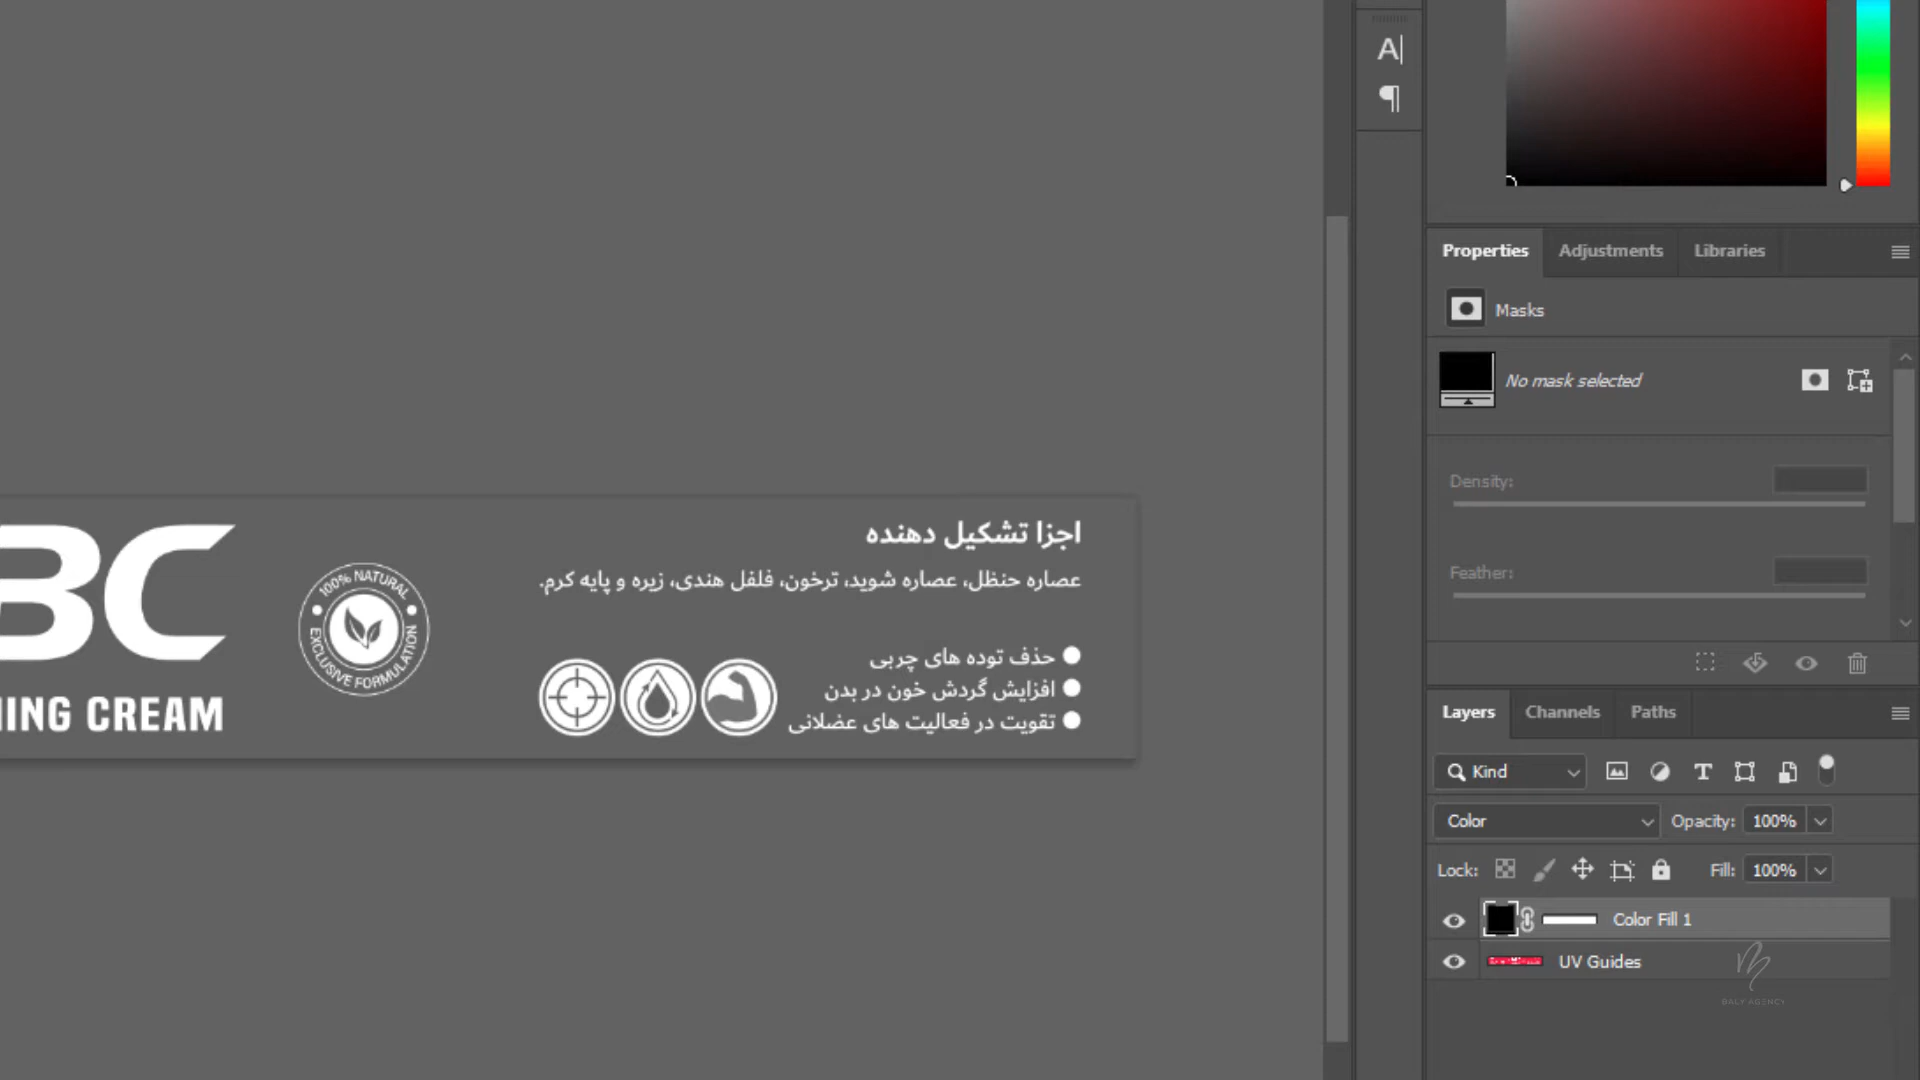 A
¶
Properties Adjustments Libraries
Masks
No mask selected
Density:
Feather:
BC
CREAM
100% NATURAL
EXCLUSIVE FORMULATION
اجزا تشکیل دهنده
عصاره حنظل، عصاره شوید، ترخون، فلفل هندی، زیره و پایه کرم.
حذف توده های چربی
افزایش گردش خون در بدن
تقویت در فعالیت های عضلانی
Layers Channels Paths
Kind
Color Opacity: 100%
Lock: Fill: 100%
Color Fill 1
UV Guides
BALY AGENCY